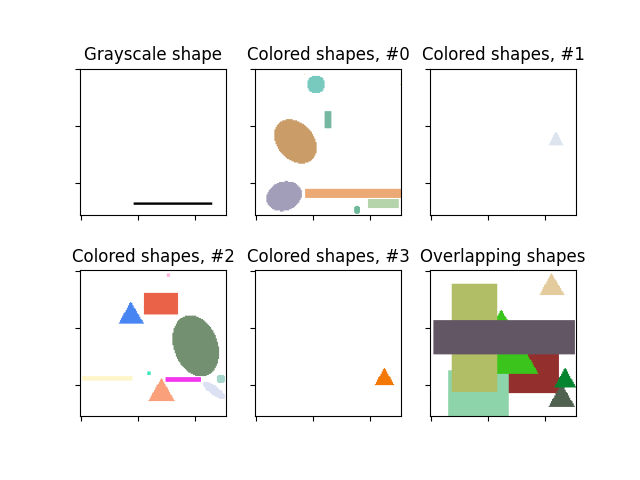 Grayscale shape
Colored shapes, #0
Colored shapes, #1
Colored shapes, #2
Colored shapes, #3
Overlapping shapes